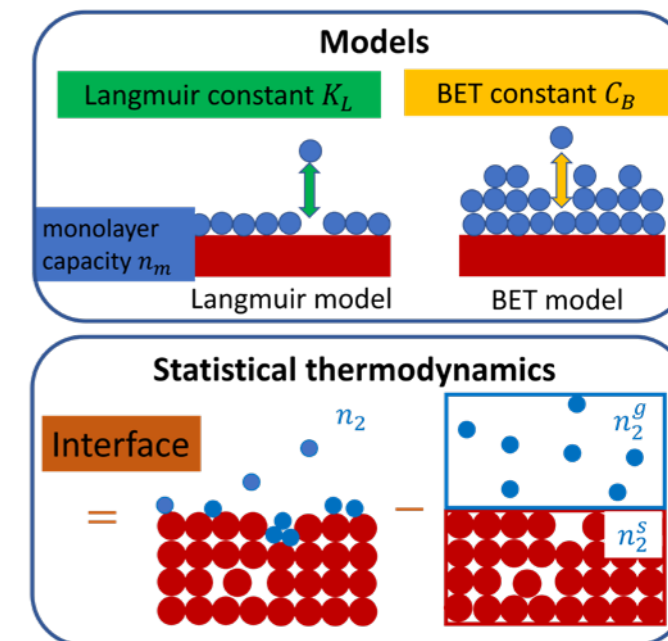 Models
Langmuir constant K_L
BET constant C_B
monolayer
capacity n_m
Langmuir model
BET model
Statistical thermodynamics
Interface
n_2
n_2^g
=
−
n_2^s